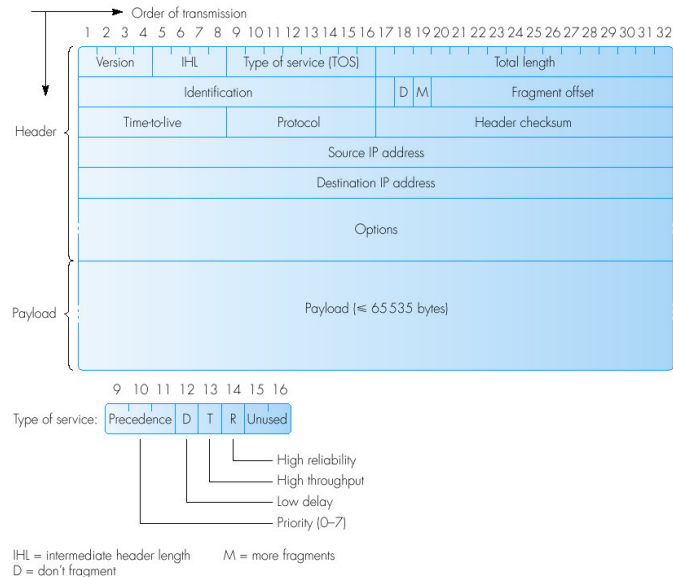 Order of transmission
1 2 3 4 5 6 7 8 9 10 11 12 13 14 15 16 17 18 19 20 21 22 23 24 25 26 27 28 29 30 31 32
Version IHL Type of service (TOS) Total length
Identification D M Fragment offset
Header
Time-to-live Protocol Header checksum
Source IP address
Destination IP address
Options
Payload
Payload (⩽ 65535 bytes)
9 10 11 12 13 14 15 16
Type of service: Precedence D T R Unused
High reliability
High throughput
Low delay
Priority (0–7)
IHL = intermediate header length M = more fragments
D = don't fragment